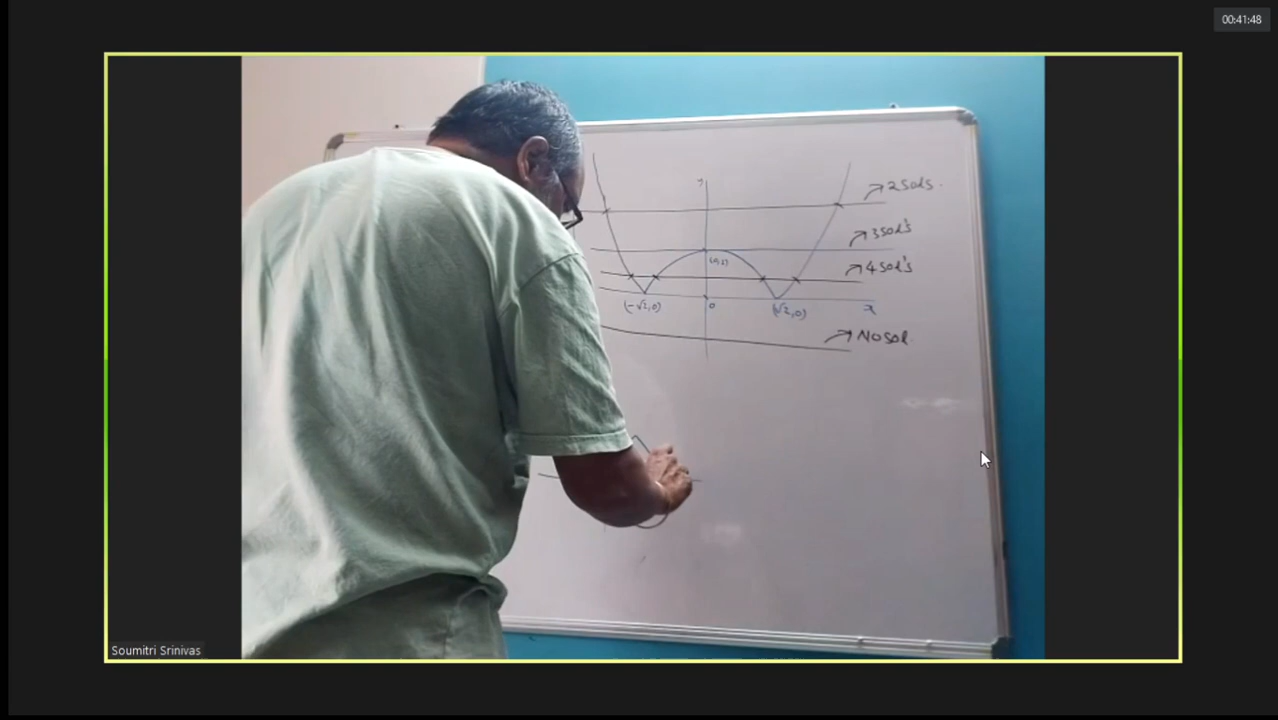 00:41:48
y
2 Sols.
3 Sol's
(0,2)
4 Sol's
(-√2,0)
0
(√2,0)
x
No Sol.
Soumitri Srinivas